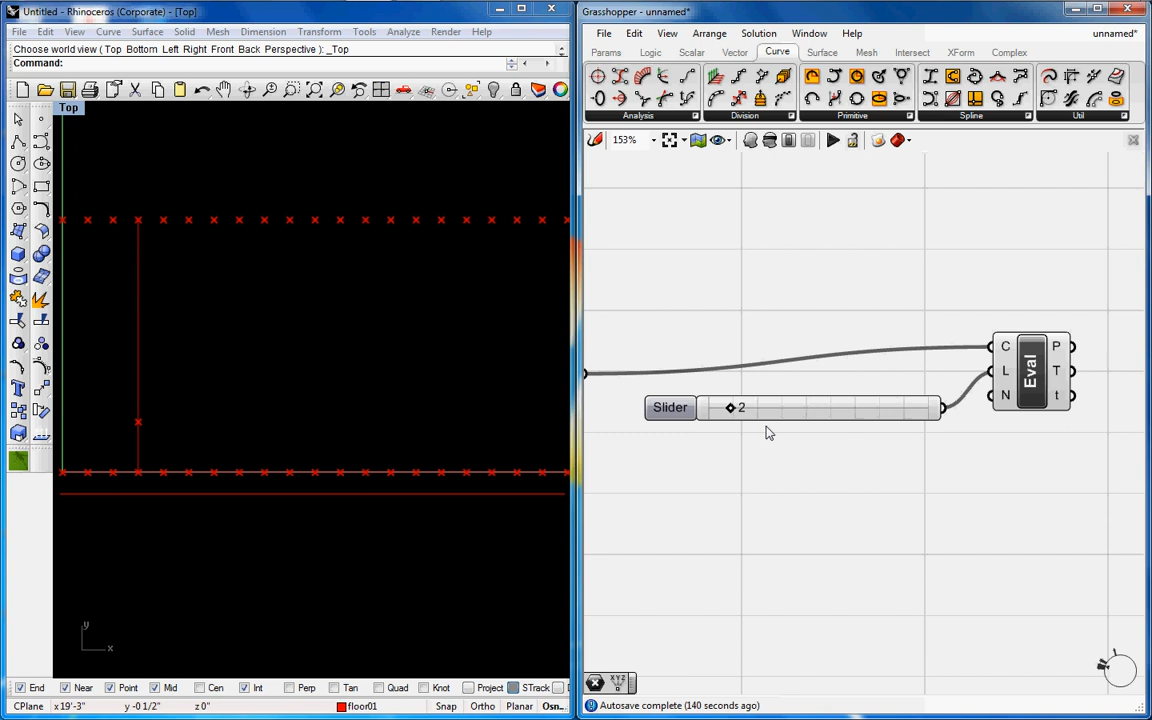 Untitled - Rhinoceros (Corporate) - [Top]
File Edit View Curve Surface Solid Mesh Dimension Transform Tools Analyze Render Help
Choose world view ( Top Bottom Left Right Front Back Perspective ): _Top
Command:
Top
y
x
End Near Point Mid Cen Int Perp Tan Quad Knot Project STrack D
CPlane x 19'-3" y -0 1/2" z 0" floor01 Snap Ortho Planar Osn..
Grasshopper - unnamed*
File Edit View Arrange Solution Window Help unnamed*
Params Logic Scalar Vector Curve Surface Mesh Intersect XForm Complex
Analysis Division Primitive Spline Util
153%
C P
L Eval T
N t
Slider 2
Autosave complete (140 seconds ago)